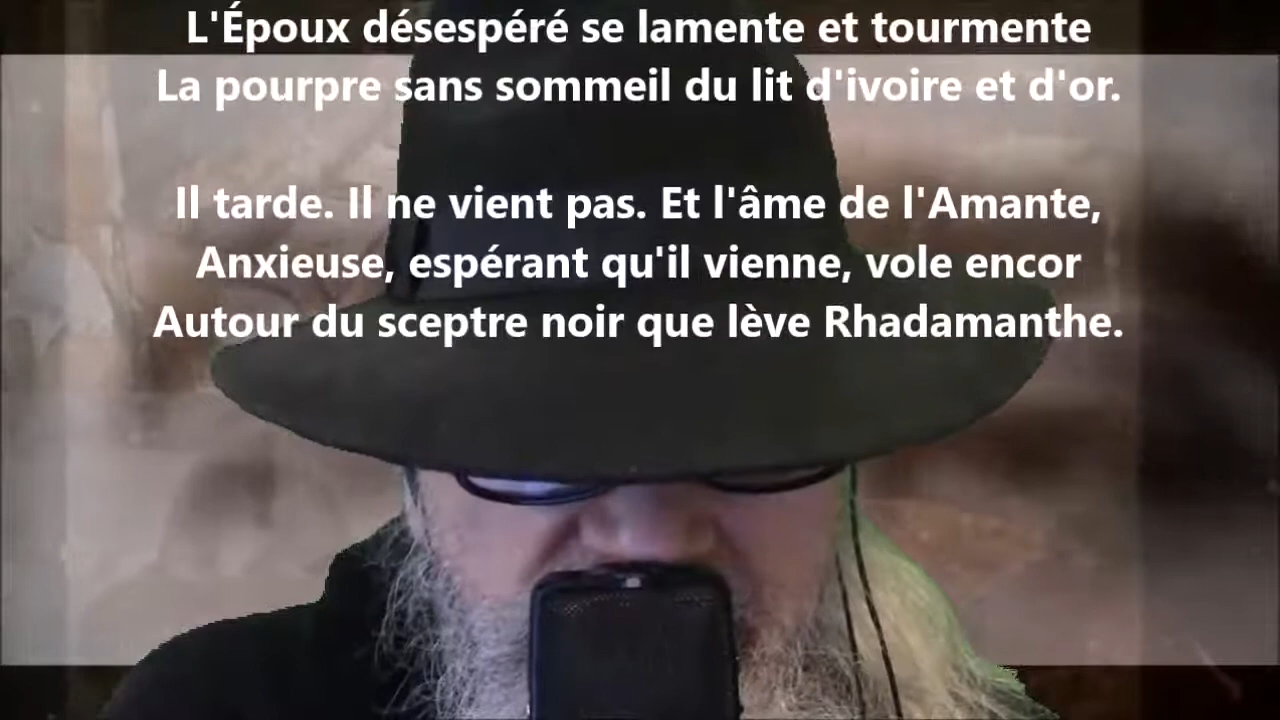 L'Époux désespéré se lamente et tourmente
La pourpre sans sommeil du lit d'ivoire et d'or.
Il tarde. Il ne vient pas. Et l'âme de l'Amante,
Anxieuse, espérant qu'il vienne, vole encor
Autour du sceptre noir que lève Rhadamanthe.